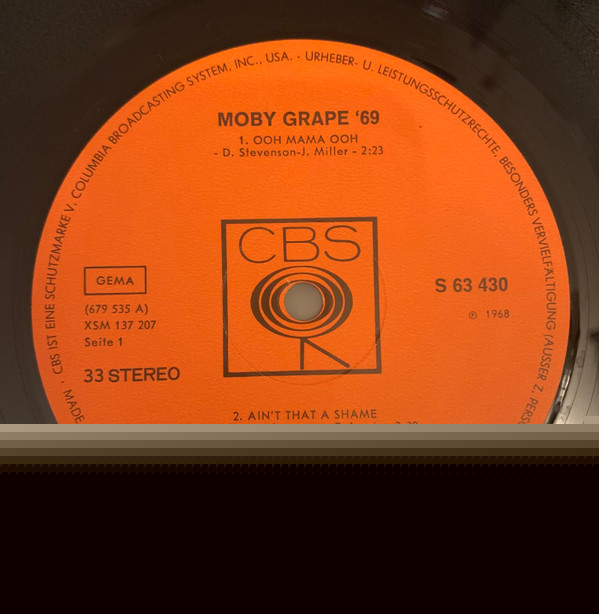 CBS IST EINE SCHUTZMARKE V. COLUMBIA BROADCASTING SYSTEM, INC., USA. - URHEBER- U. LEISTUNGSSCHUTZRECHTE, BESONDERS VERVIELFÄLTIGUNG (AUSSER Z. PERS
MOBY GRAPE ‘69
1. OOH MAMA OOH
- D. Stevenson-J. Miller - 2:23
CBS
GEMA
S 63 430
(679 535 A)
℗ 1968
XSM 137 207
Seite 1
33 STEREO
2. AIN'T THAT A SHAME
MADE